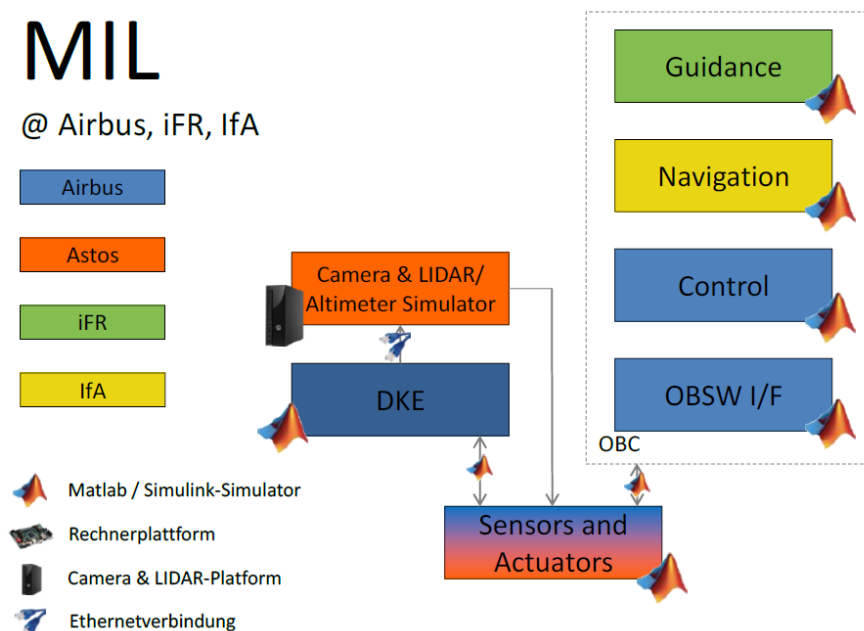 MIL
@ Airbus, iFR, IfA
Airbus
Astos
iFR
IfA
Matlab / Simulink-Simulator
Rechnerplattform
Camera & LIDAR-Platform
Ethernetverbindung
Camera & LIDAR/
Altimeter Simulator
DKE
Sensors and
Actuators
Guidance
Navigation
Control
OBSW I/F
OBC